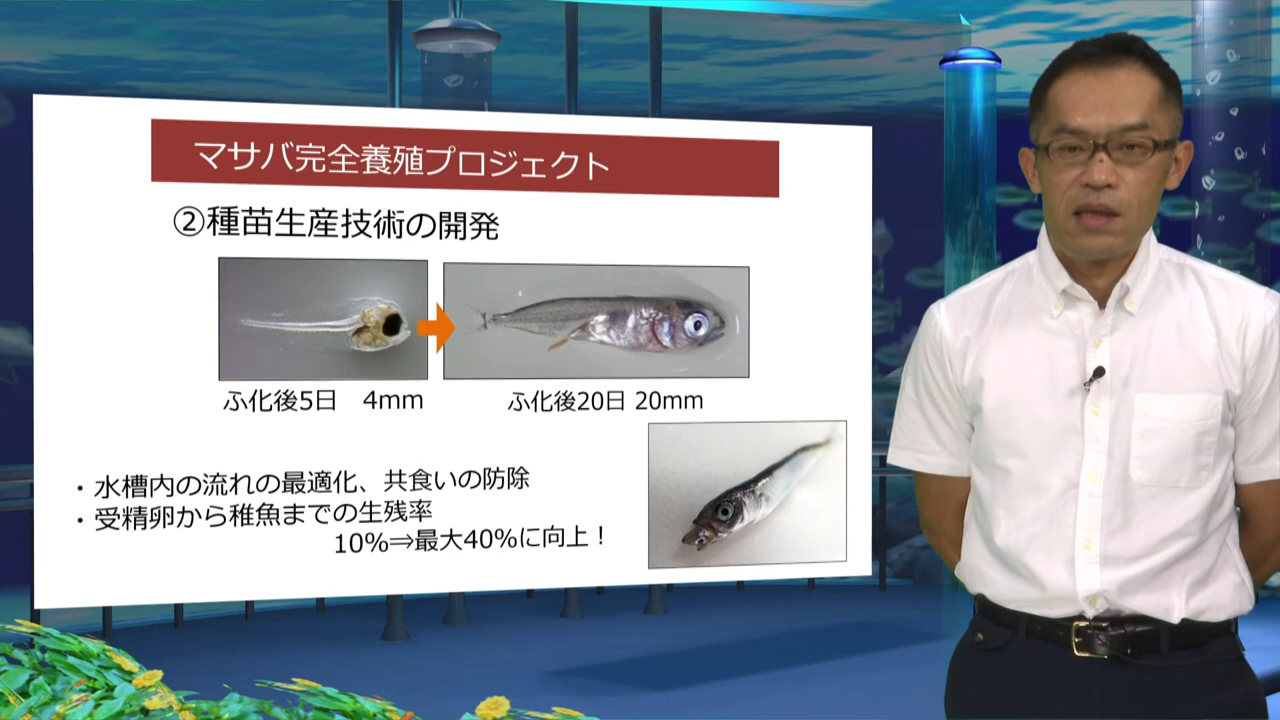 マサバ完全養殖プロジェクト
②種苗生産技術の開発
ふ化後5日　4mm
ふ化後20日 20mm
・水槽内の流れの最適化、共食いの防除
・受精卵から稚魚までの生残率
10%⇒最大40%に向上！